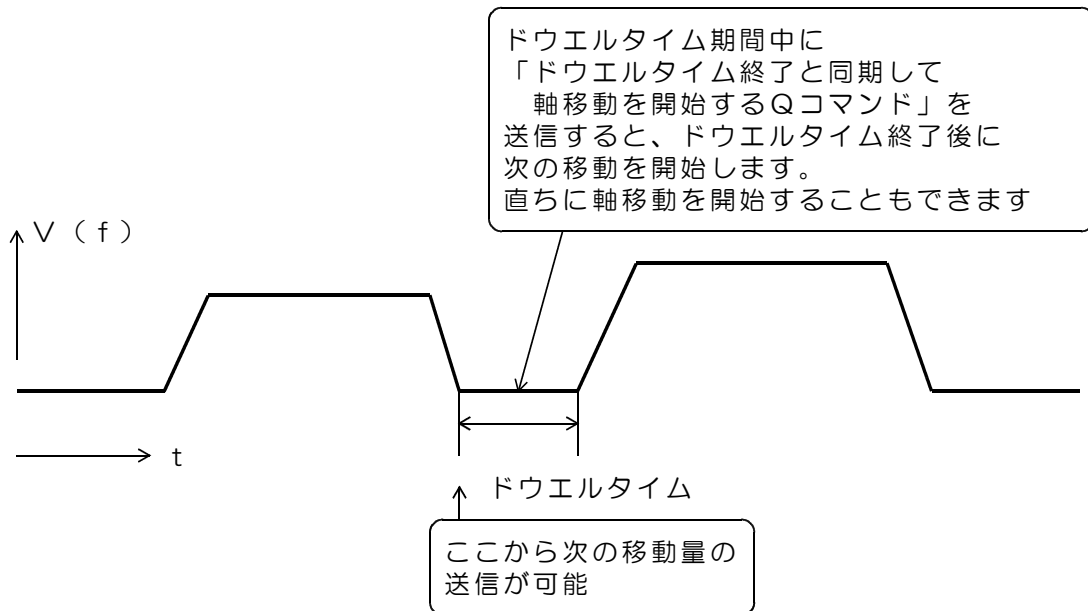 ドウエルタイム期間中に
「ドウエルタイム終了と同期して
　軸移動を開始するQコマンド」を
送信すると、ドウエルタイム終了後に
次の移動を開始します。
直ちに軸移動を開始することもできます
V（f）
t
ドウエルタイム
ここから次の移動量の
送信が可能